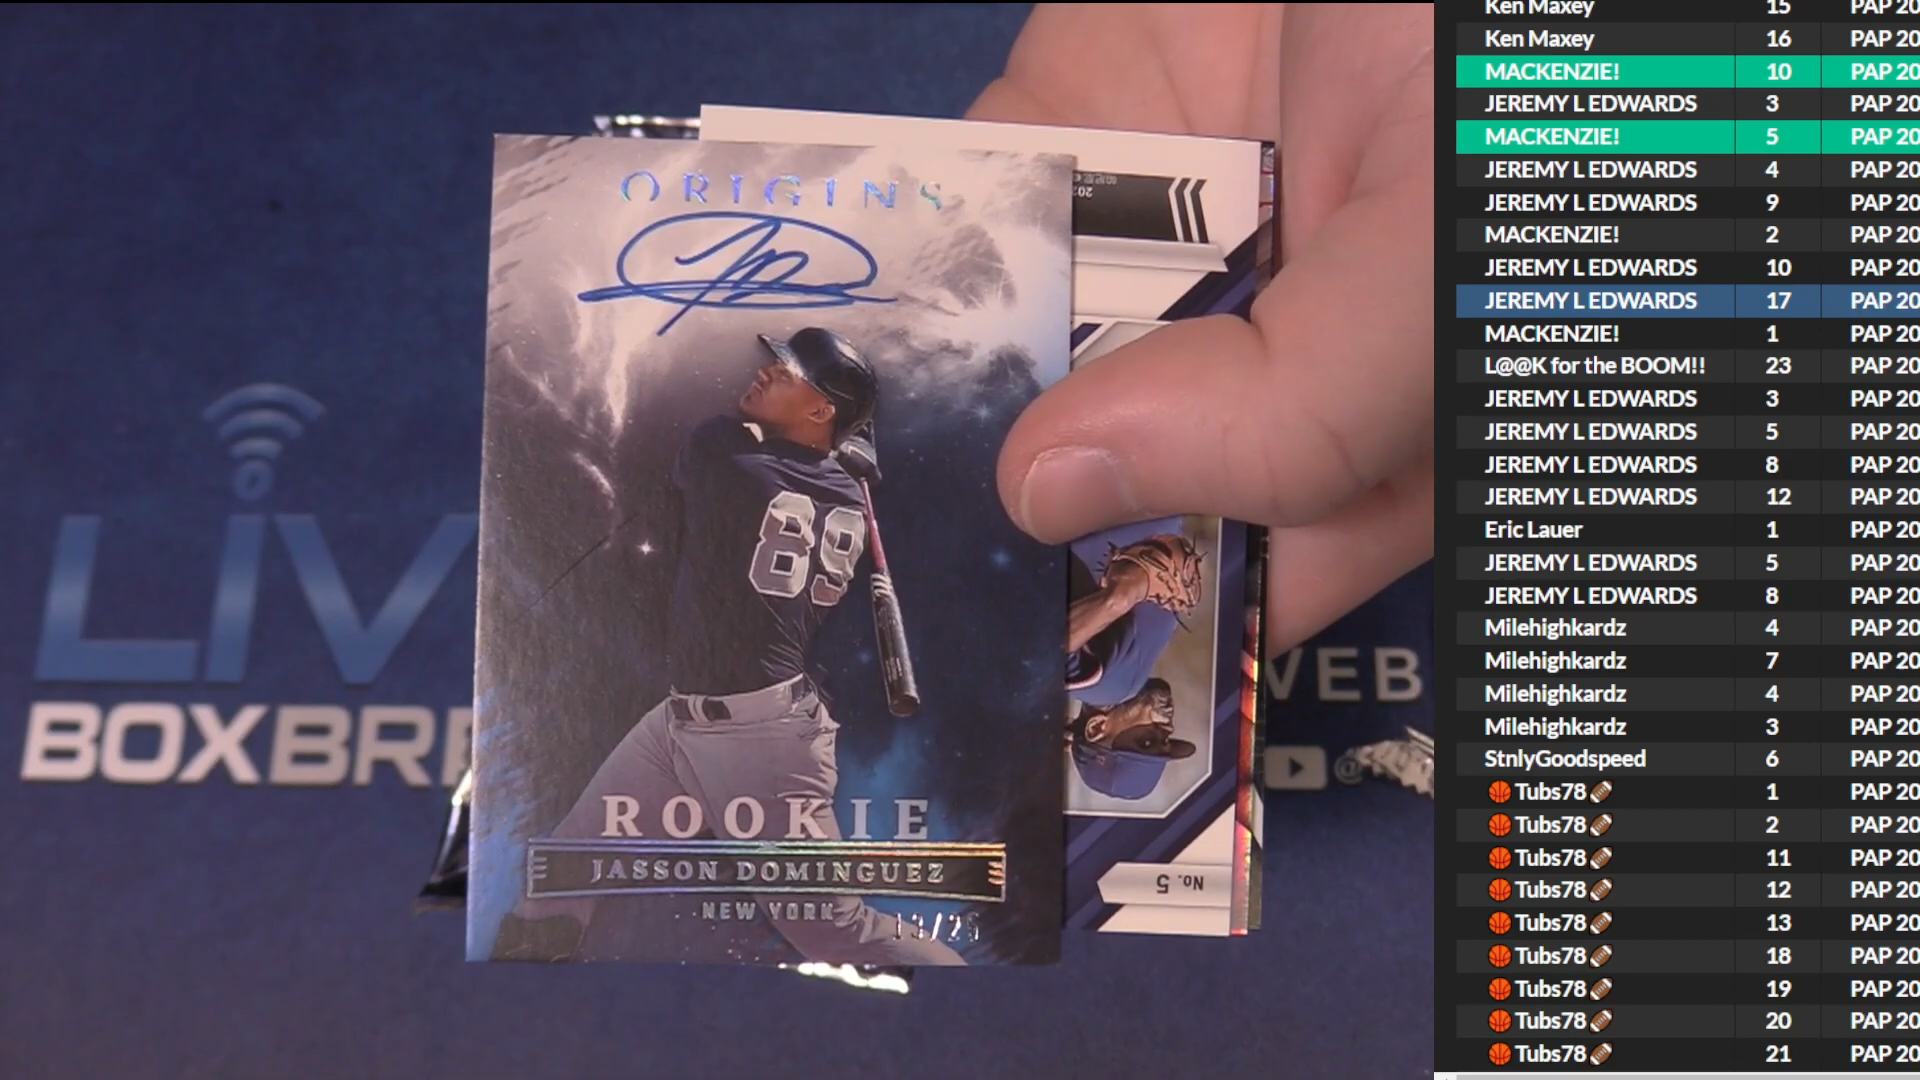 ORIGINS
89
ROOKIE
JASSON DOMINGUEZ
NEW YORK
13/25
No. 5
LIV
BOXBRE
VEB
@
Ken Maxey 15 PAP 20
Ken Maxey 16 PAP 20
MACKENZIE! 10 PAP 20
JEREMY L EDWARDS 3 PAP 20
MACKENZIE! 5 PAP 20
JEREMY L EDWARDS 4 PAP 20
JEREMY L EDWARDS 9 PAP 20
MACKENZIE! 2 PAP 20
JEREMY L EDWARDS 10 PAP 20
JEREMY L EDWARDS 17 PAP 20
MACKENZIE! 1 PAP 20
L@@K for the BOOM!! 23 PAP 20
JEREMY L EDWARDS 3 PAP 20
JEREMY L EDWARDS 5 PAP 20
JEREMY L EDWARDS 8 PAP 20
JEREMY L EDWARDS 12 PAP 20
Eric Lauer 1 PAP 20
JEREMY L EDWARDS 5 PAP 20
JEREMY L EDWARDS 8 PAP 20
Milehighkardz 4 PAP 20
Milehighkardz 7 PAP 20
Milehighkardz 4 PAP 20
Milehighkardz 3 PAP 20
StnlyGoodspeed 6 PAP 20
🏀 Tubs78🏈 1 PAP 20
🏀 Tubs78🏈 2 PAP 20
🏀 Tubs78🏈 11 PAP 20
🏀 Tubs78🏈 12 PAP 20
🏀 Tubs78🏈 13 PAP 20
🏀 Tubs78🏈 18 PAP 20
🏀 Tubs78🏈 19 PAP 20
🏀 Tubs78🏈 20 PAP 20
🏀 Tubs78🏈 21 PAP 20